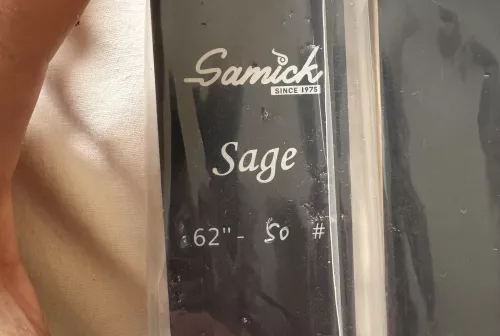 Samick
SINCE 1975
Sage
62" - 50 #